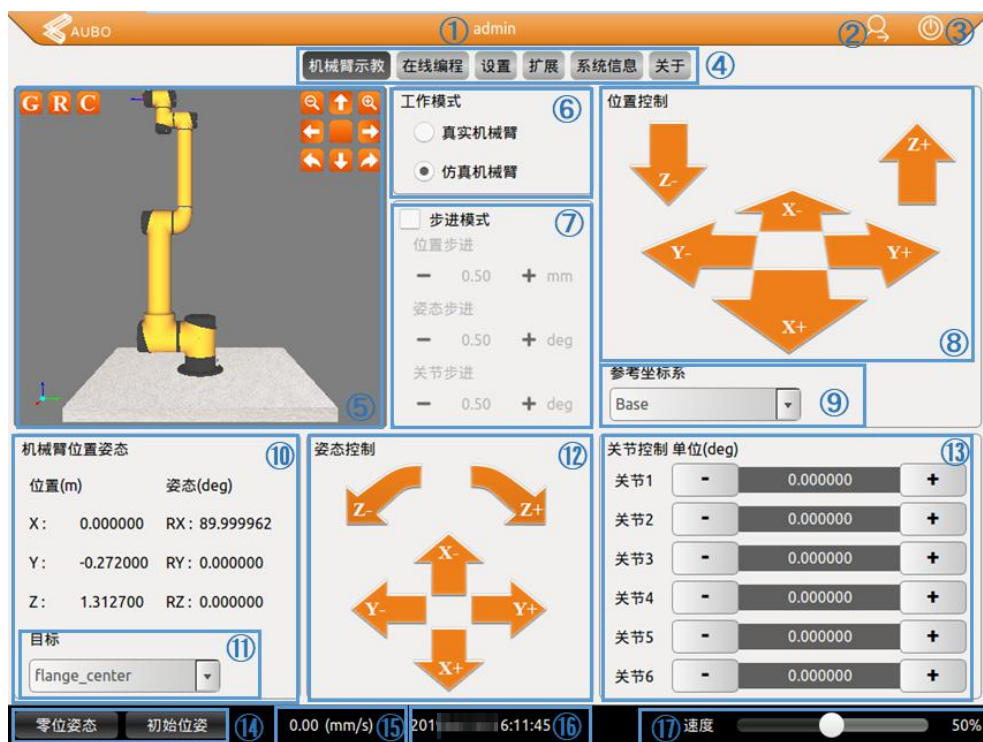 AUBO
① admin
②
③
机械臂示教 在线编程 设置 扩展 系统信息 关于 ④
G R C
⑤
工作模式
⑥
真实机械臂
仿真机械臂
步进模式
⑦
位置步进
- 0.50 + mm
姿态步进
- 0.50 + deg
关节步进
- 0.50 + deg
位置控制
Z-
Z+
X-
Y-
Y+
X+
⑧
参考坐标系
Base
⑨
机械臂位置姿态
⑩
位置(m) 姿态(deg)
X: 0.000000 RX: 89.999962
Y: -0.272000 RY: 0.000000
Z: 1.312700 RZ: 0.000000
目标
⑪
flange_center
姿态控制
⑫
Z-
Z+
X-
Y-
Y+
X+
关节控制 单位(deg)
⑬
关节1 - 0.000000 +
关节2 - 0.000000 +
关节3 - 0.000000 +
关节4 - 0.000000 +
关节5 - 0.000000 +
关节6 - 0.000000 +
零位姿态 初始位姿 ⑭ 0.00 (mm/s) ⑮ 201 6:11:45 ⑯ ⑰ 速度 50%